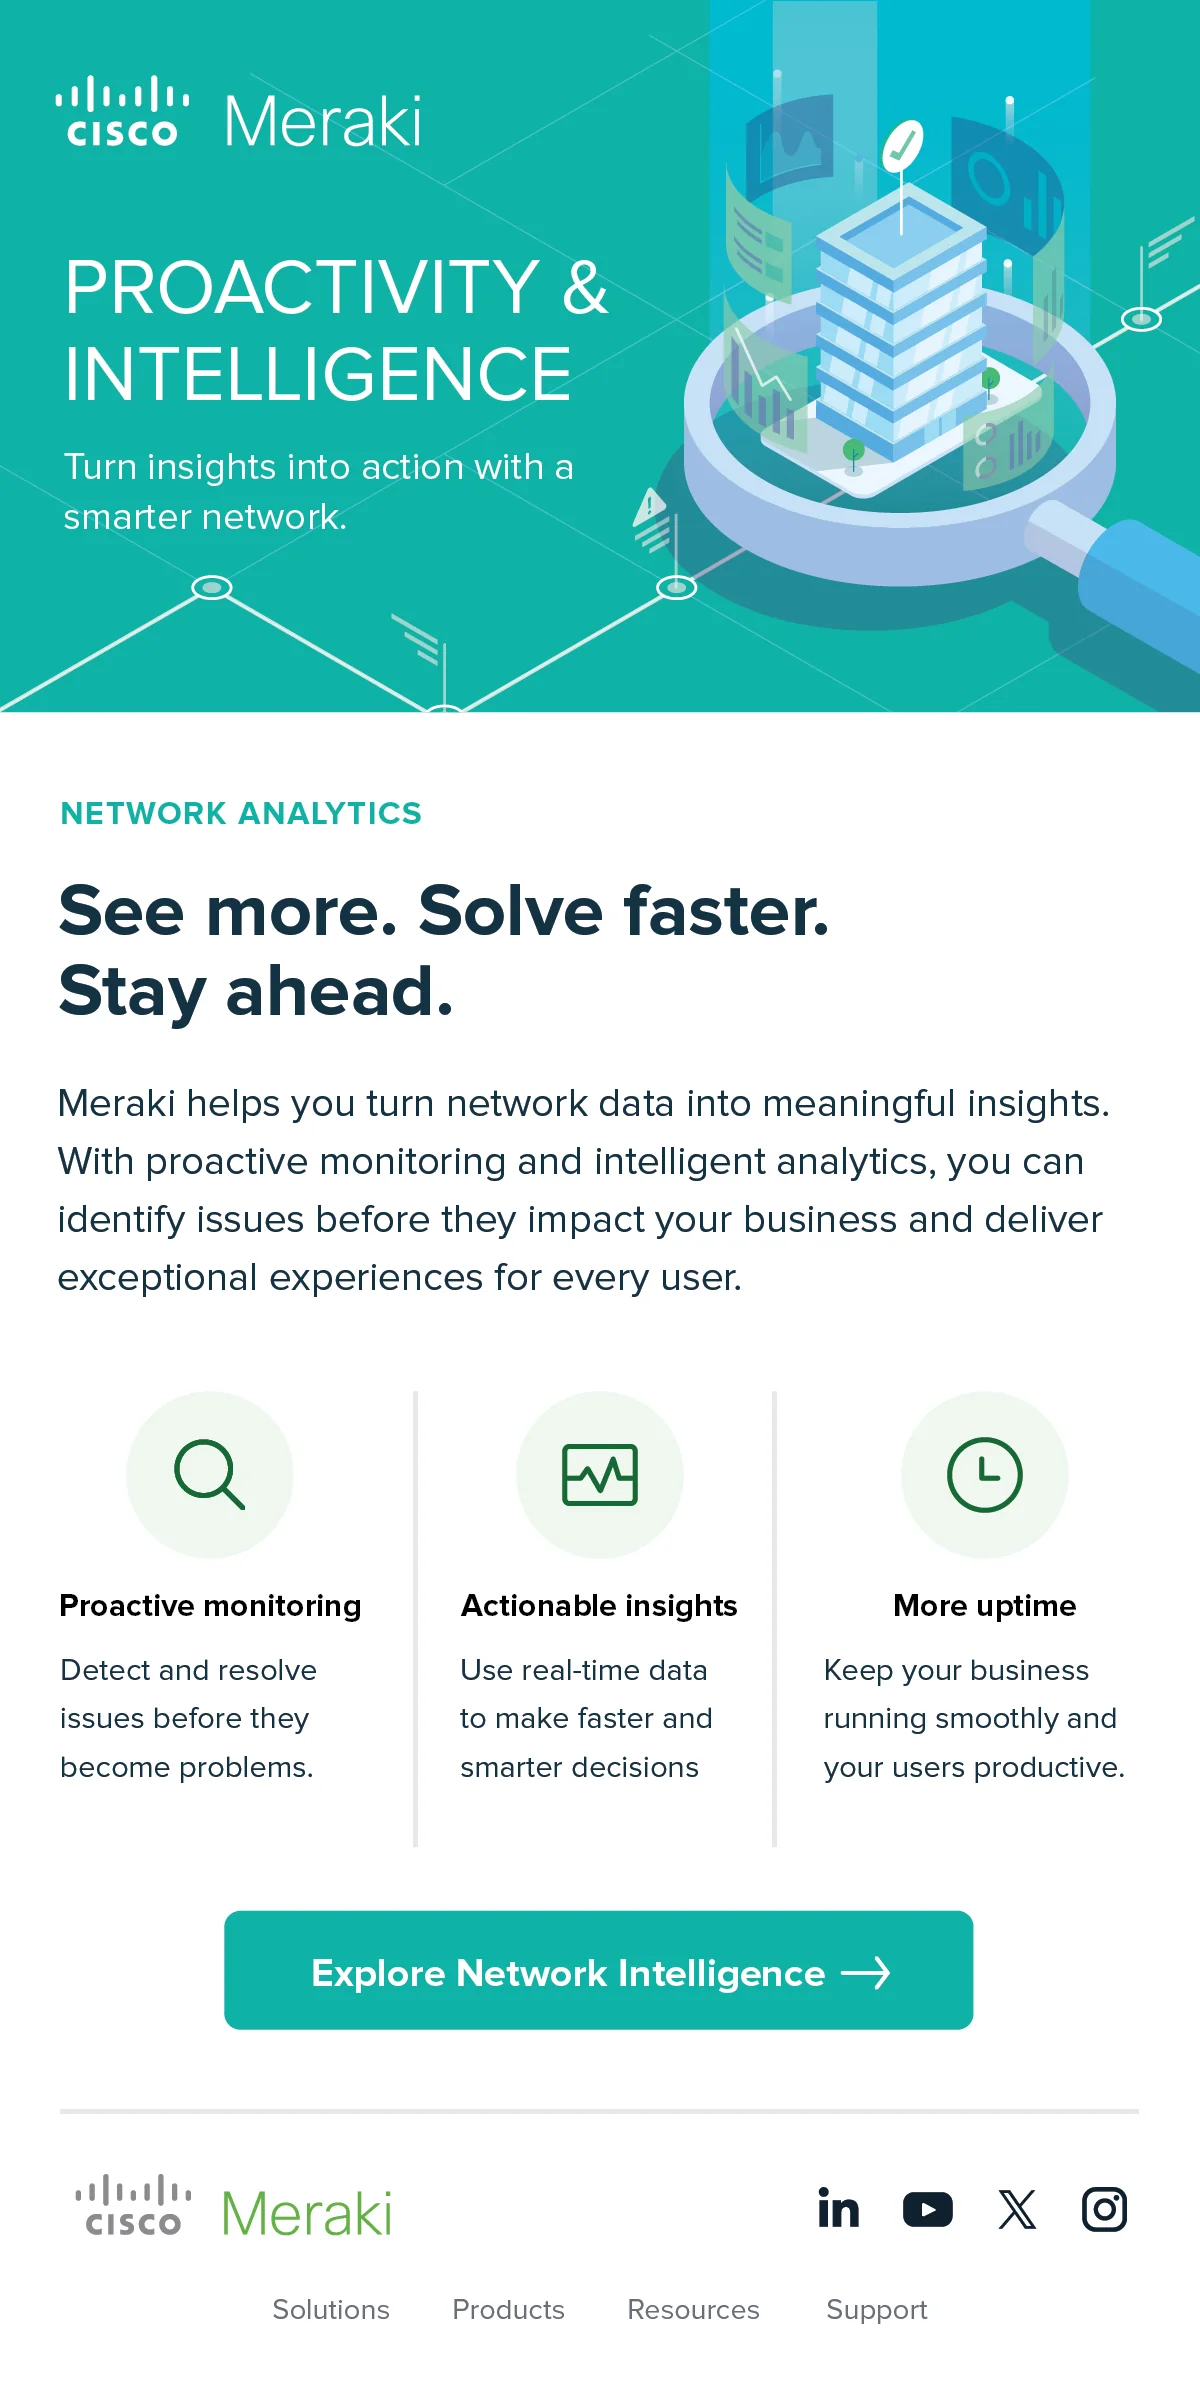 CISCO Meraki
PROACTIVITY &
INTELLIGENCE
Turn insights into action with a
smarter network.
NETWORK ANALYTICS
See more. Solve faster.
Stay ahead.
Meraki helps you turn network data into meaningful insights.
With proactive monitoring and intelligent analytics, you can
identify issues before they impact your business and deliver
exceptional experiences for every user.
Proactive monitoring
Detect and resolve
issues before they
become problems.
Actionable insights
Use real-time data
to make faster and
smarter decisions
More uptime
Keep your business
running smoothly and
your users productive.
Explore Network Intelligence →
CISCO Meraki
Solutions Products Resources Support